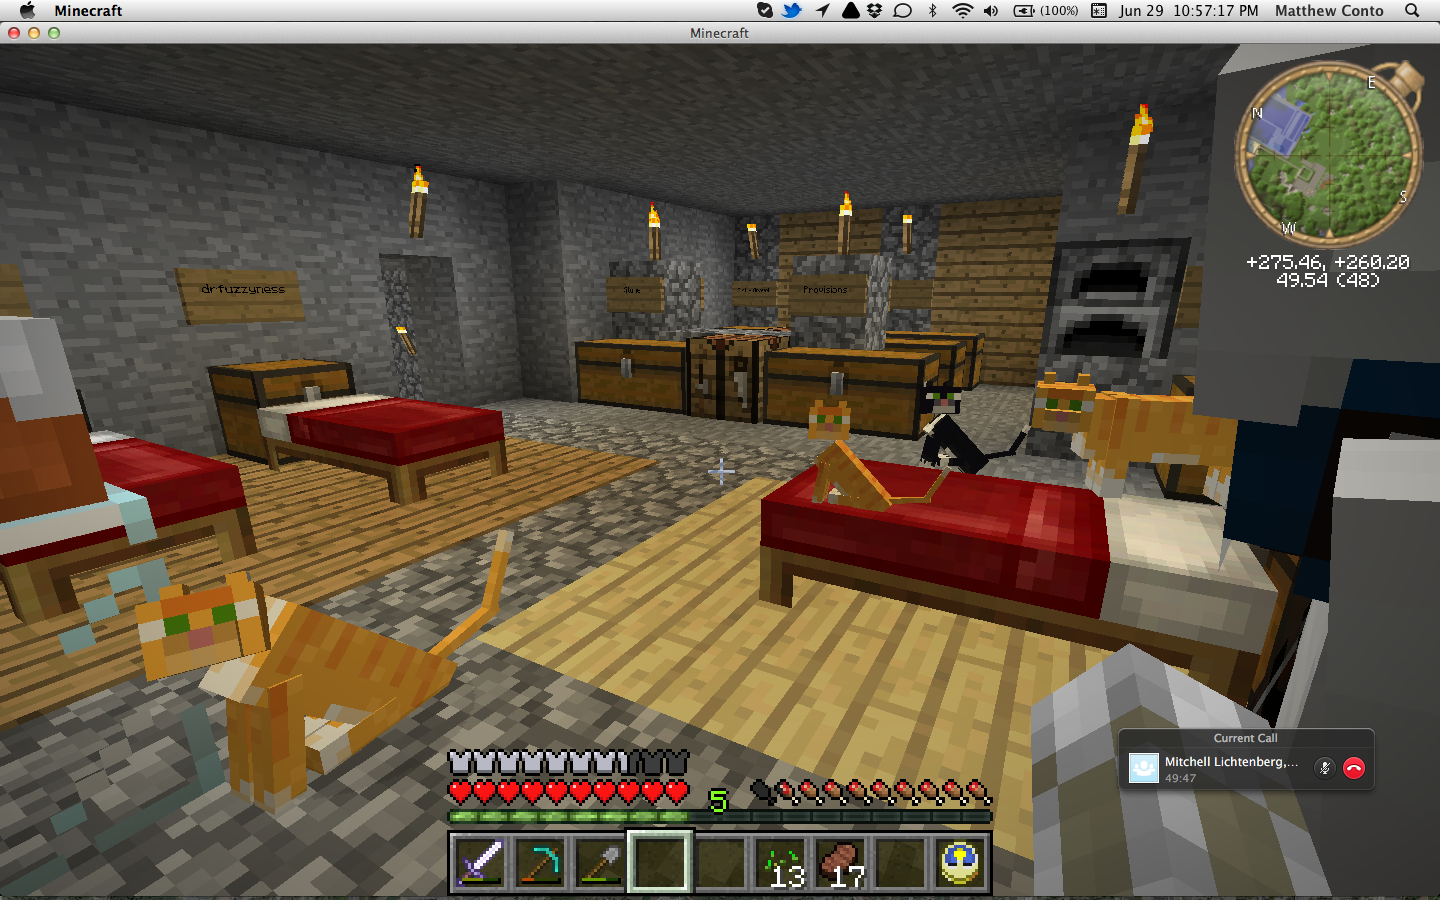 Minecraft
(100%)
Jun 29 10:57:17 PM
Matthew Conto
Minecraft
E
N
S
W
+275.46, +260.20
49.54 (48)
drfuzzyness
Provisions
Current Call
Mitchell Lichtenberg,...
49:47
5
13
17